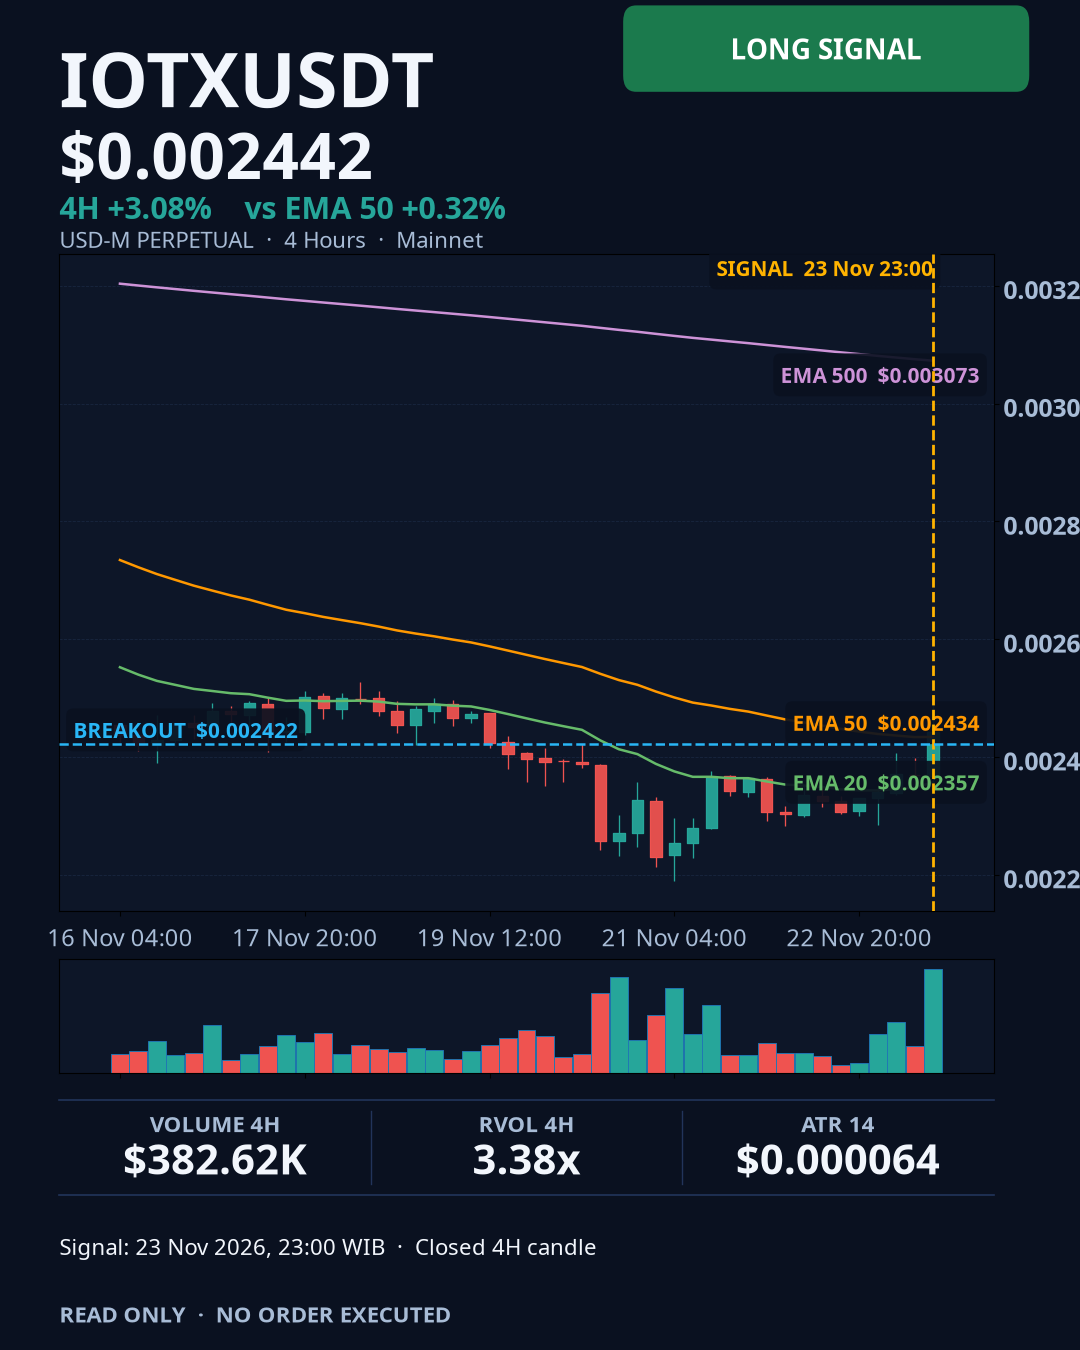 LONG SIGNAL
IOTXUSDT
$0.002442
4H +3.08% vs EMA 50 +0.32%
USD-M PERPETUAL · 4 Hours · Mainnet
SIGNAL 23 Nov 23:00
0.0032
EMA 500 $0.003073
0.0030
0.0028
0.0026
EMA 50 $0.002434
BREAKOUT $0.002422
0.0024
EMA 20 $0.002357
0.0022
16 Nov 04:00 17 Nov 20:00 19 Nov 12:00 21 Nov 04:00 22 Nov 20:00
VOLUME 4H RVOL 4H ATR 14
$382.62K 3.38x $0.000064
Signal: 23 Nov 2026, 23:00 WIB · Closed 4H candle
READ ONLY · NO ORDER EXECUTED